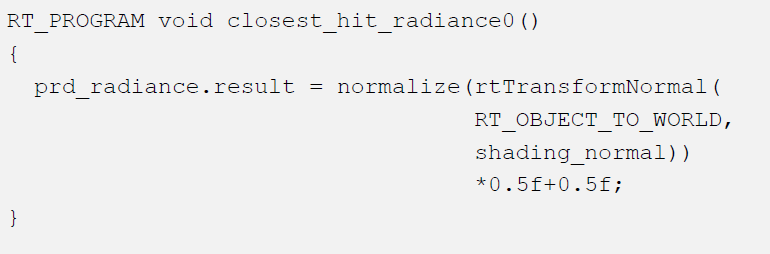 RT_PROGRAM void closest_hit_radiance0()
{
  prd_radiance.result = normalize(rtTransformNormal(
                                  RT_OBJECT_TO_WORLD,
                                  shading_normal))
                                  *0.5f+0.5f;
}